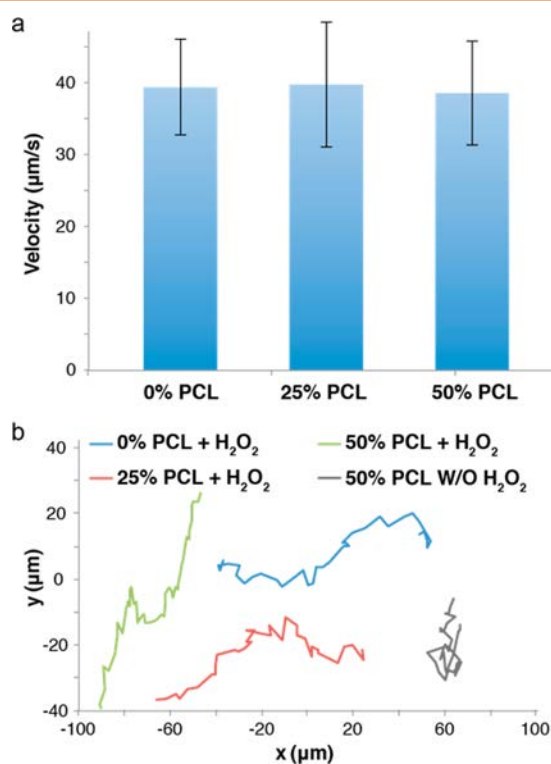 a
40
30
20
10
0
Velocity (µm/s)
0% PCL 25% PCL 50% PCL
b
0% PCL + H₂O₂ 50% PCL + H₂O₂
25% PCL + H₂O₂ 50% PCL W/O H₂O₂
40
20
0
-20
-40
y (µm)
-100 -60 -20 20 60 100
x (µm)